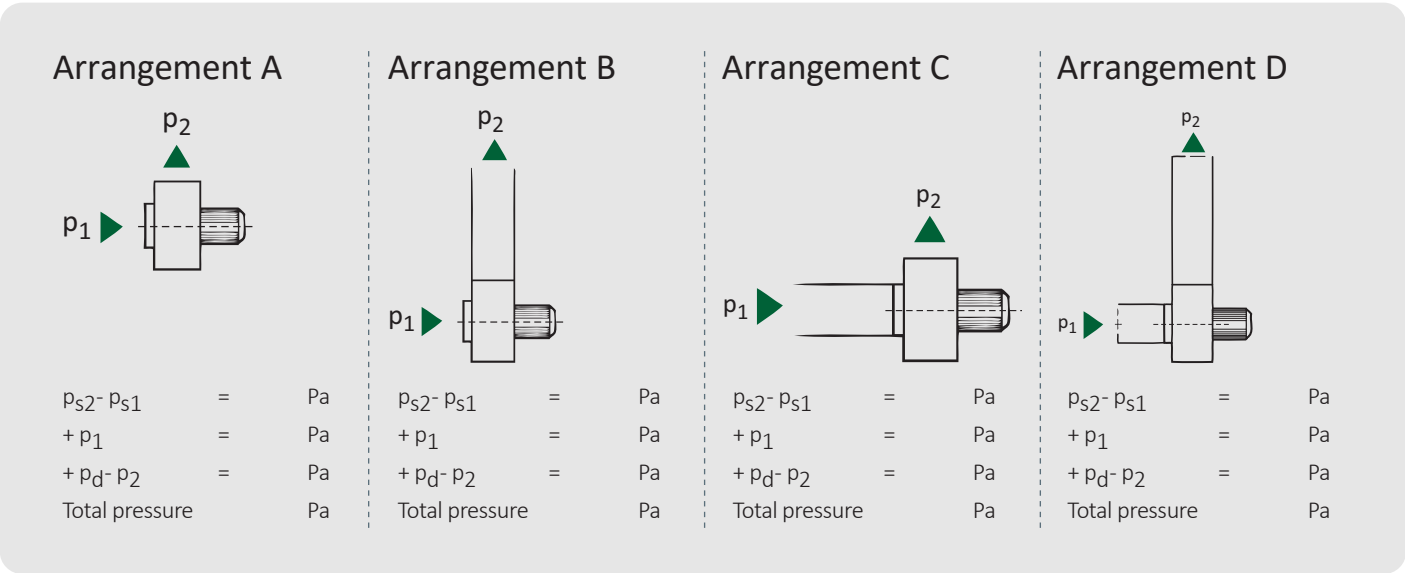 Arrangement A
p2
p1
ps2- ps1 = Pa
+ p1 = Pa
+ pd- p2 = Pa
Total pressure Pa
Arrangement B
p2
p1
ps2- ps1 = Pa
+ p1 = Pa
+ pd- p2 = Pa
Total pressure Pa
Arrangement C
p2
p1
ps2- ps1 = Pa
+ p1 = Pa
+ pd- p2 = Pa
Total pressure Pa
Arrangement D
p2
p1
ps2- ps1 = Pa
+ p1 = Pa
+ pd- p2 = Pa
Total pressure Pa